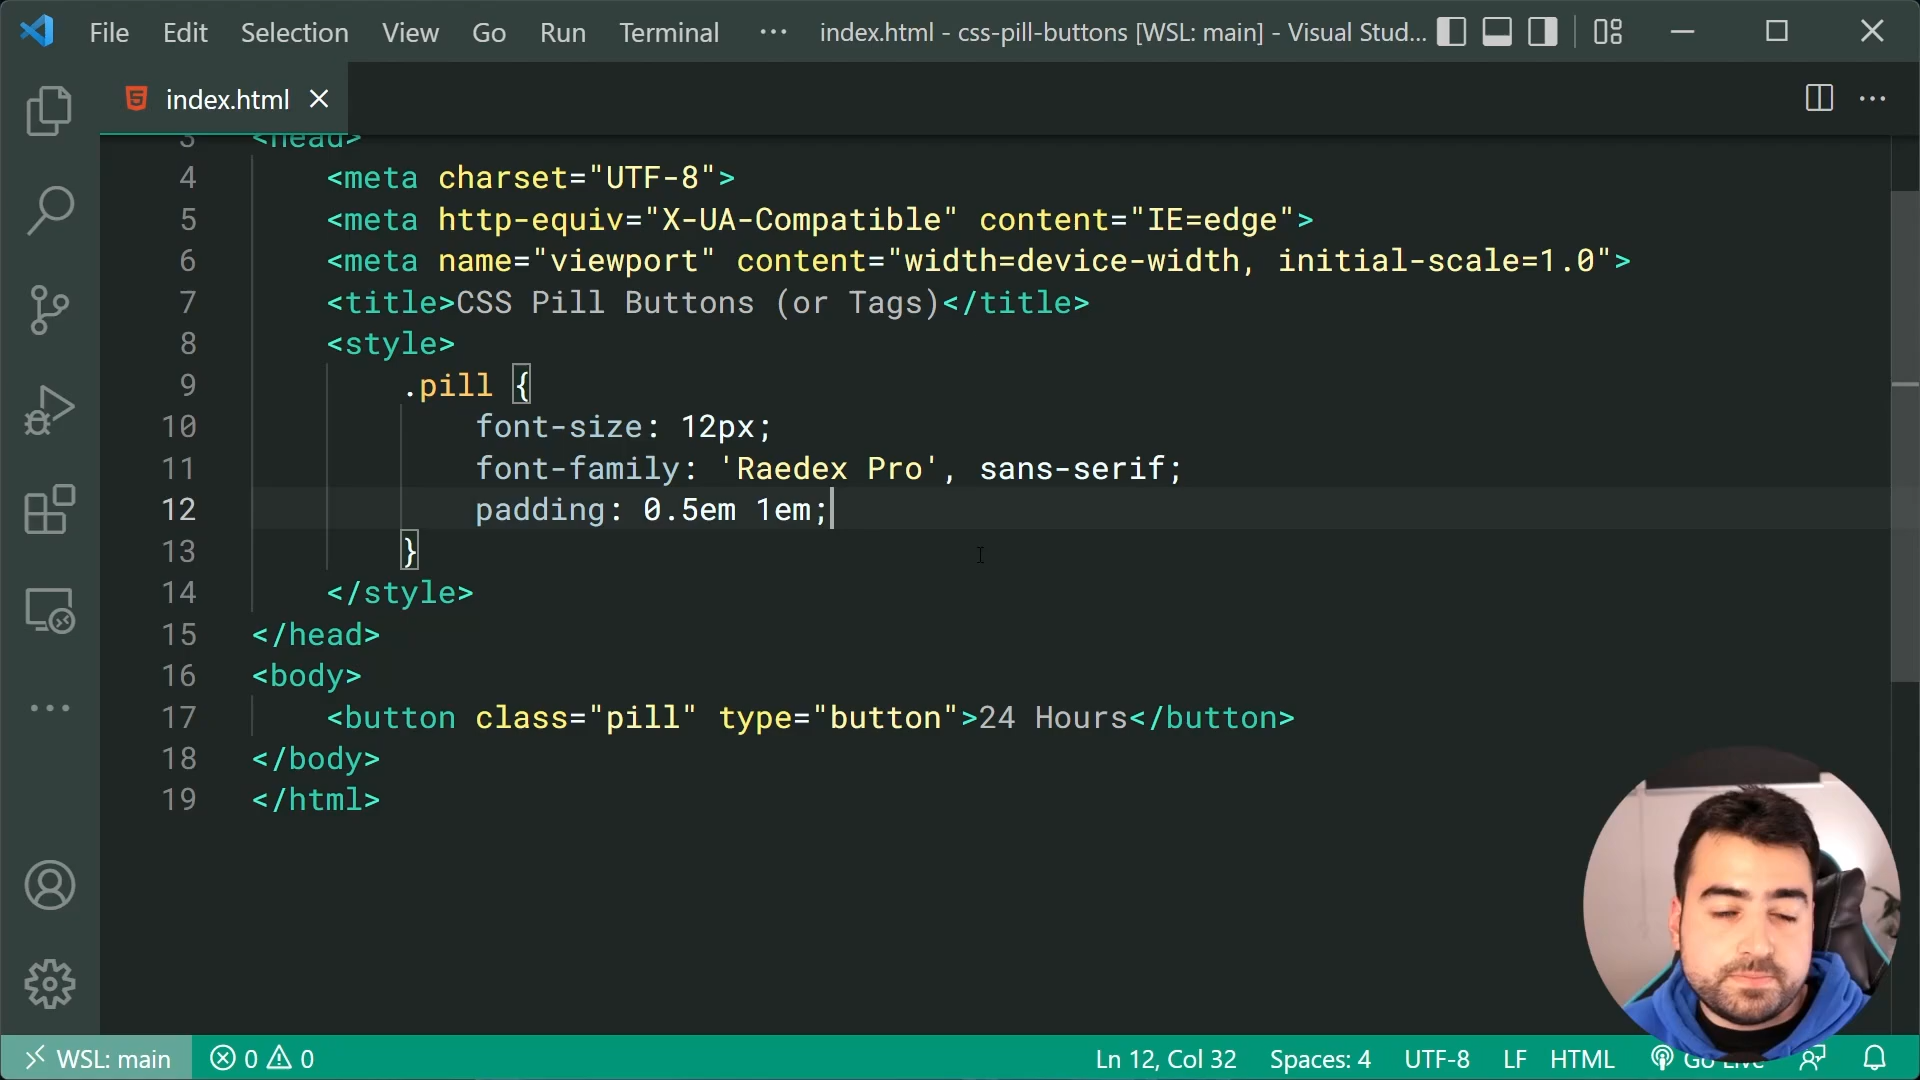 File Edit Selection View Go Run Terminal ··· index.html - css-pill-buttons [WSL: main] - Visual Stud...
index.html
3 <head>
4 <meta charset="UTF-8">
5 <meta http-equiv="X-UA-Compatible" content="IE=edge">
6 <meta name="viewport" content="width=device-width, initial-scale=1.0">
7 <title>CSS Pill Buttons (or Tags)</title>
8 <style>
9 .pill {
10 font-size: 12px;
11 font-family: 'Raedex Pro', sans-serif;
12 padding: 0.5em 1em;
13 }
14 </style>
15 </head>
16 <body>
17 <button class="pill" type="button">24 Hours</button>
18 </body>
19 </html>
WSL: main 0 0 Ln 12, Col 32 Spaces: 4 UTF-8 LF HTML Go Live